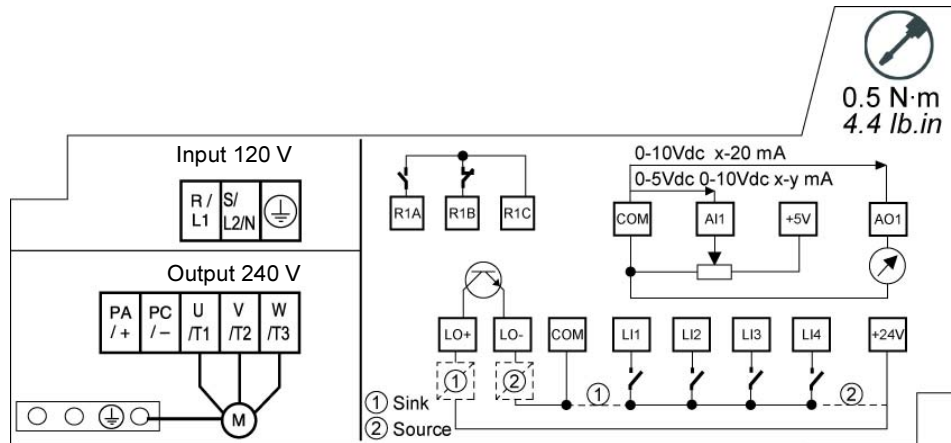 0.5 N·m
4.4 lb.in
Input 120 V
R / L1
S/ L2/N
Output 240 V
PA / +
PC / –
U /T1
V /T2
W /T3
M
R1A
R1B
R1C
0-10Vdc x-20 mA
0-5Vdc 0-10Vdc x-y mA
COM
AI1
+5V
AO1
LO+
LO-
COM
LI1
LI2
LI3
LI4
+24V
①
②
①
②
① Sink
② Source